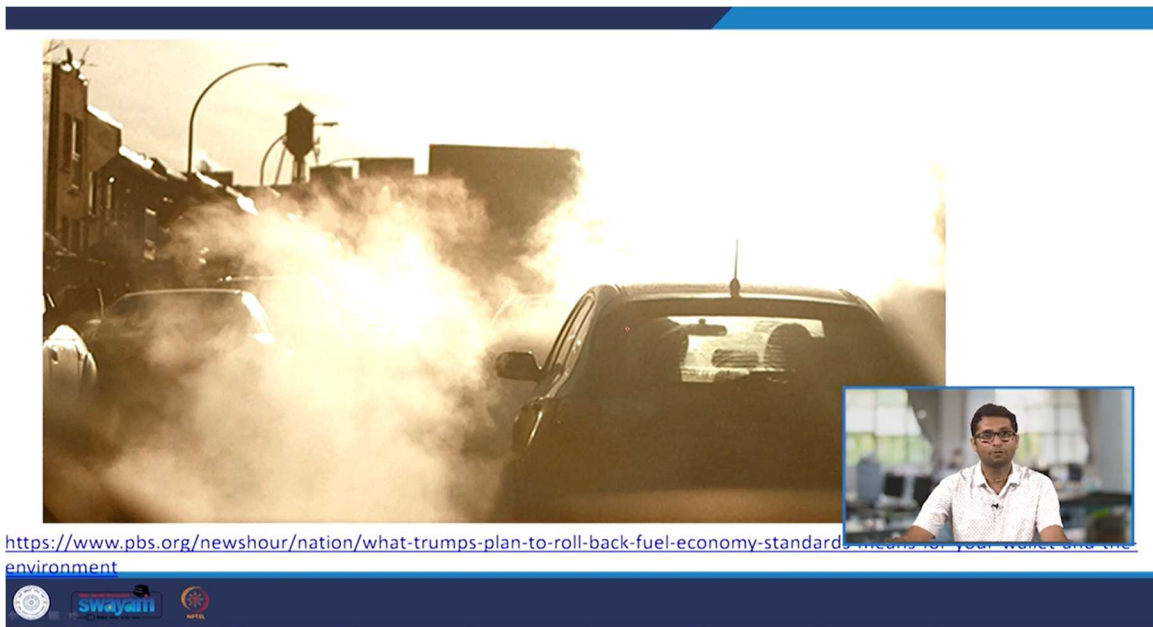 https://www.pbs.org/newshour/nation/what-trumps-plan-to-roll-back-fuel-economy-standards-means-for-your-wallet-and-the-
environment
swayam
NPTEL